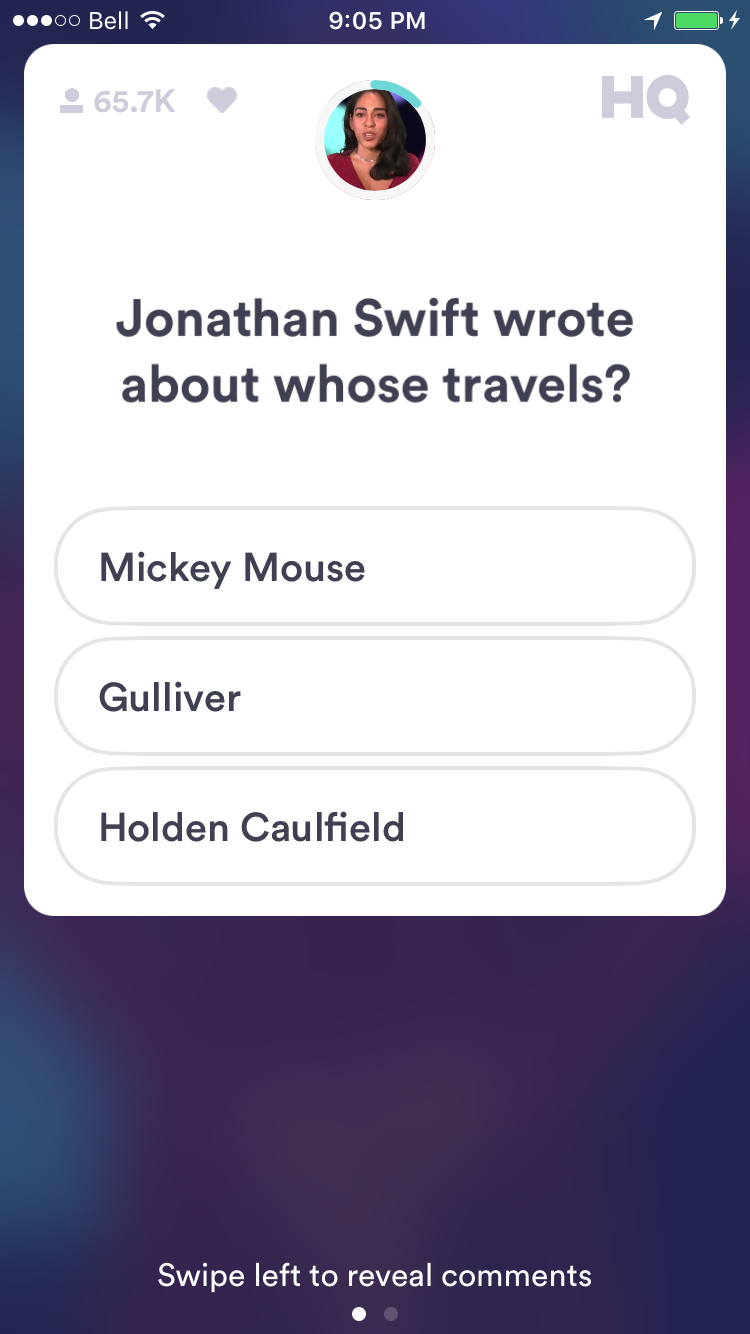 Bell 9:05 PM
65.7K HQ
Jonathan Swift wrote
about whose travels?
Mickey Mouse
Gulliver
Holden Caulfield
Swipe left to reveal comments